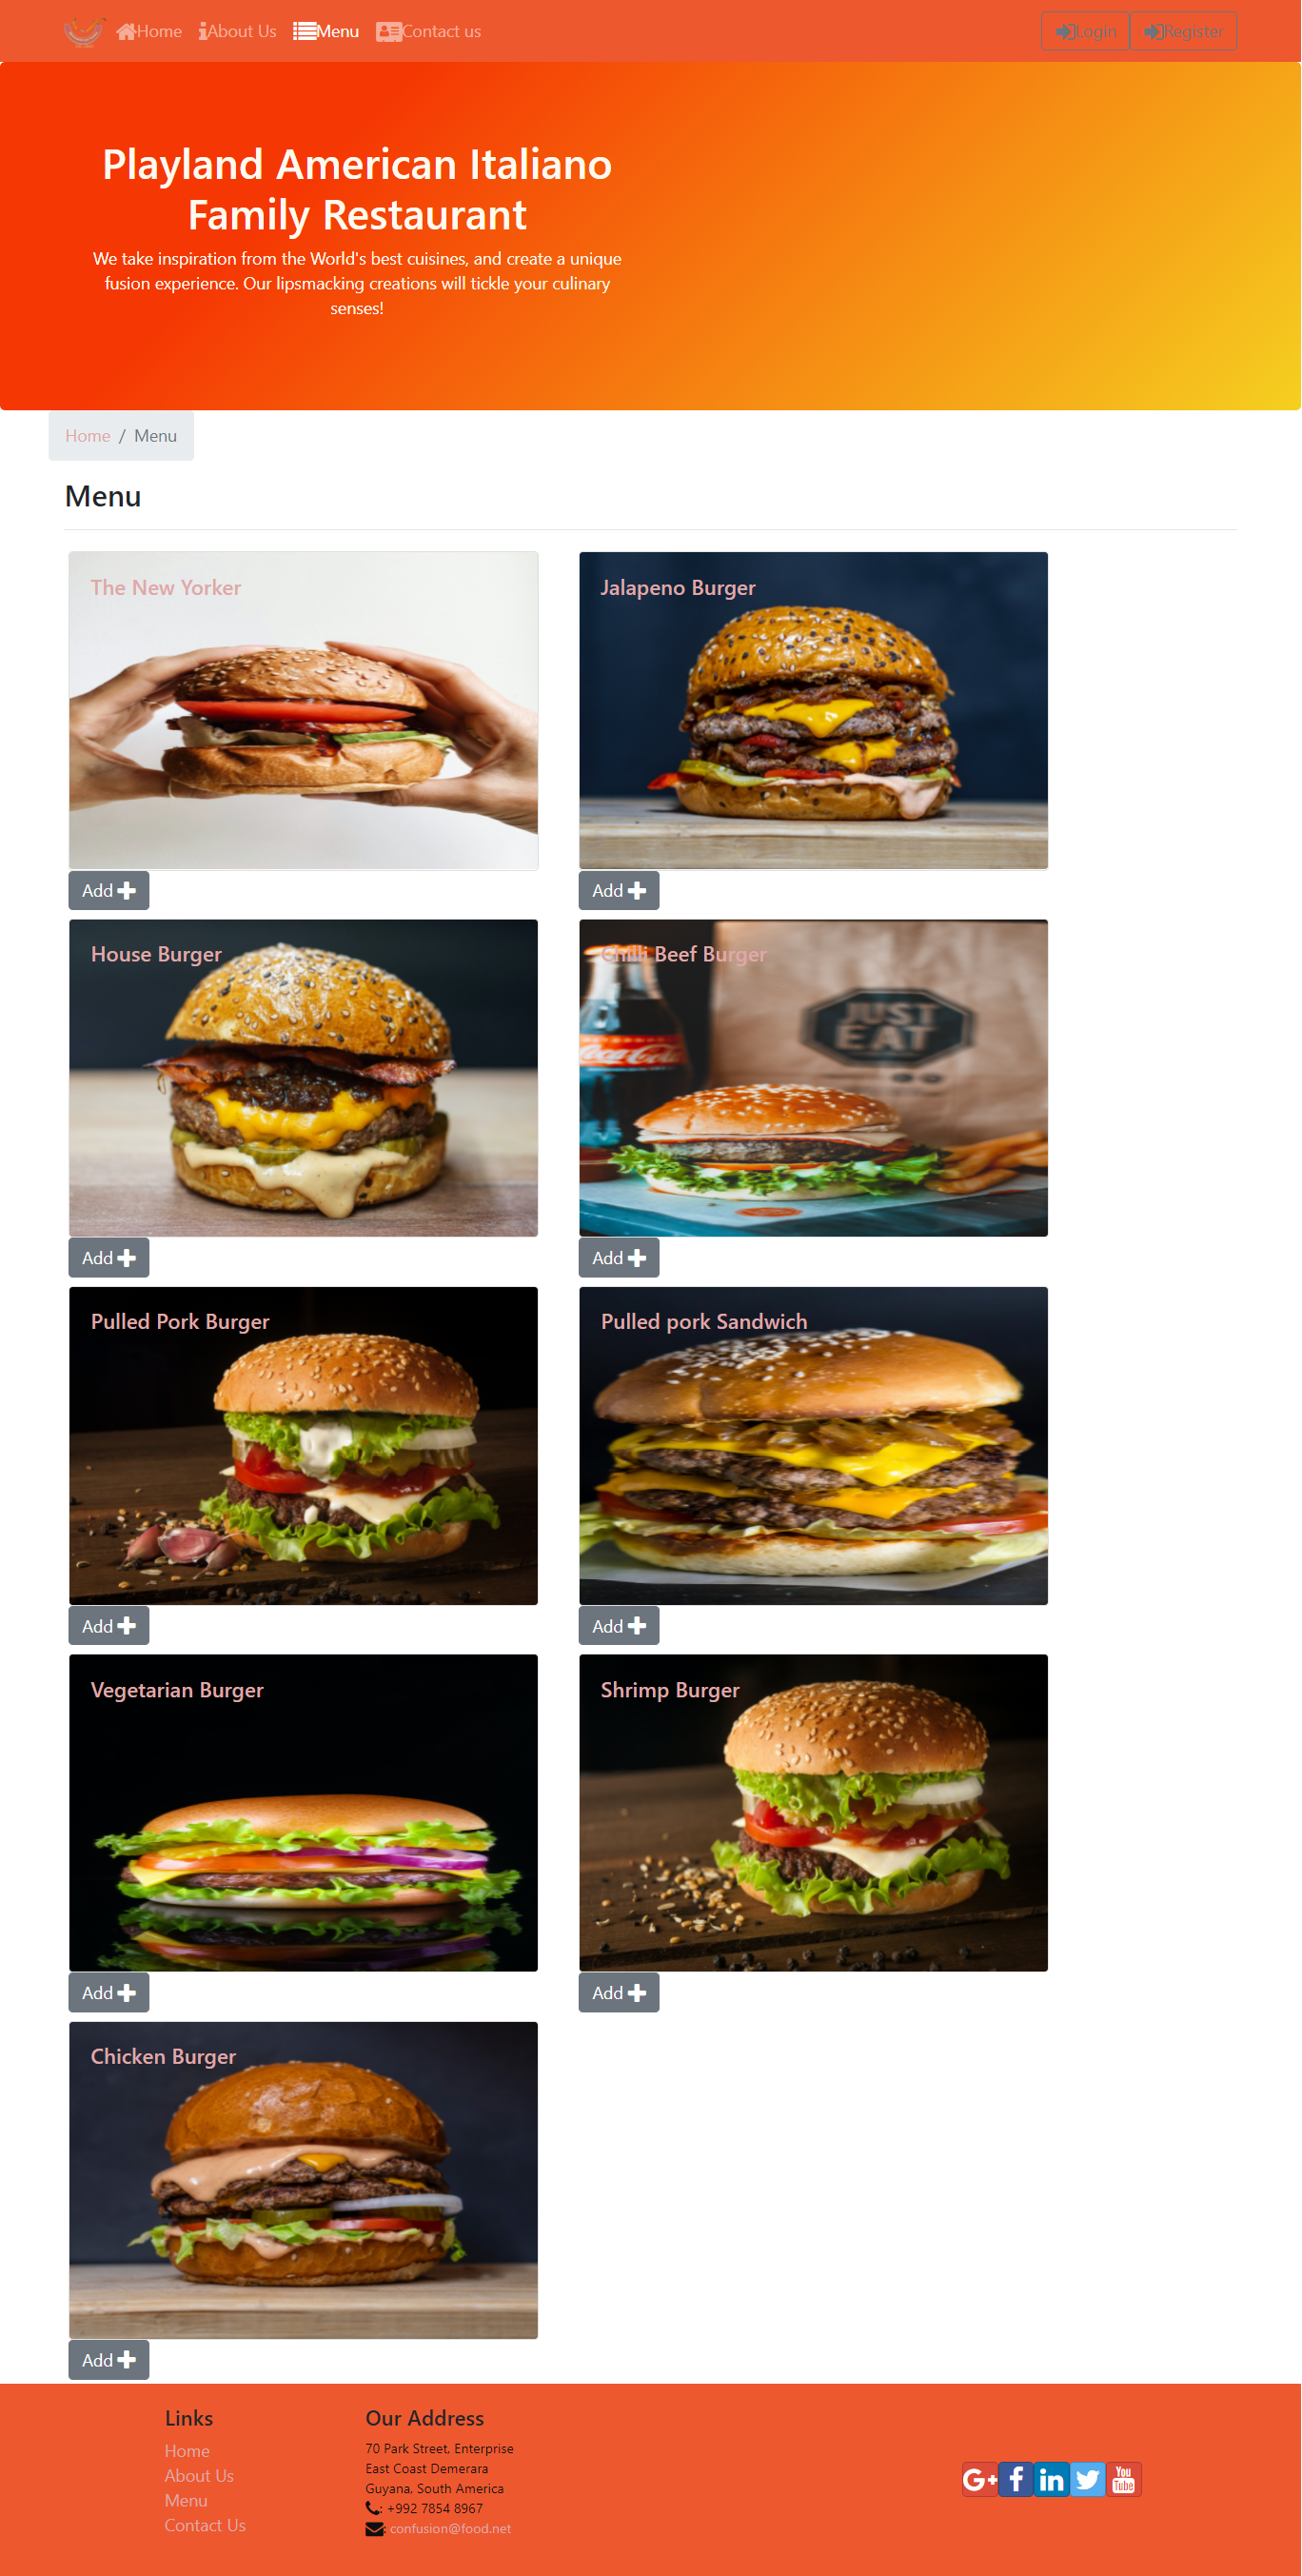 Home About Us Menu Contact us Login Register
Playland American Italiano
Family Restaurant
We take inspiration from the World's best cuisines, and create a unique
fusion experience. Our lipsmacking creations will tickle your culinary
senses!
Home / Menu
Menu
The New Yorker
Add
Jalapeno Burger
Add
House Burger
Add
Chilli Beef Burger
Coca-Cola
JUST
EAT
Add
Pulled Pork Burger
Add
Pulled pork Sandwich
Add
Vegetarian Burger
Add
Shrimp Burger
Add
Chicken Burger
Add
Links
Home
About Us
Menu
Contact Us
Our Address
70 Park Street, Enterprise
East Coast Demerara
Guyana, South America
: +992 7854 8967
: confusion@food.net
G+ f in You
Tube